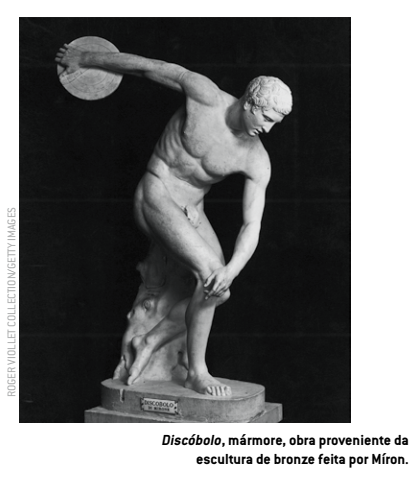 ROGER VIOLLET COLLECTION/GETTY IMAGES
DISCOBOLO
Discóbolo, mármore, obra proveniente da
escultura de bronze feita por Míron.